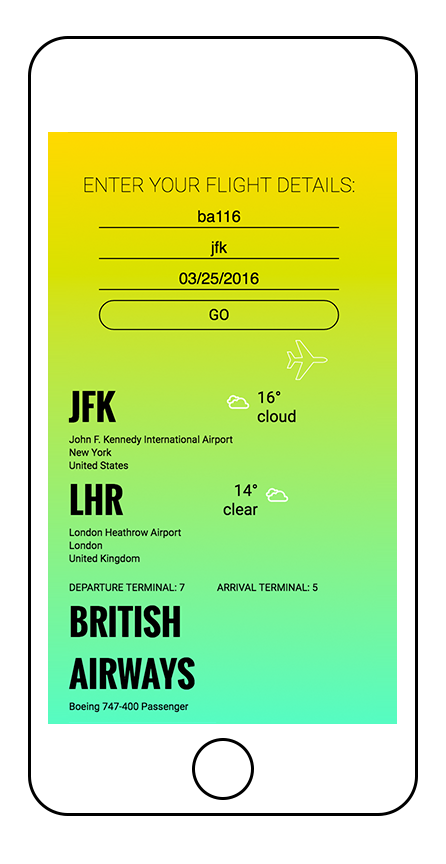 ENTER YOUR FLIGHT DETAILS:
ba116
jfk
03/25/2016
GO
JFK
16°
cloud
John F. Kennedy International Airport
New York
United States
LHR
14°
clear
London Heathrow Airport
London
United Kingdom
DEPARTURE TERMINAL: 7 ARRIVAL TERMINAL: 5
BRITISH
AIRWAYS
Boeing 747-400 Passenger